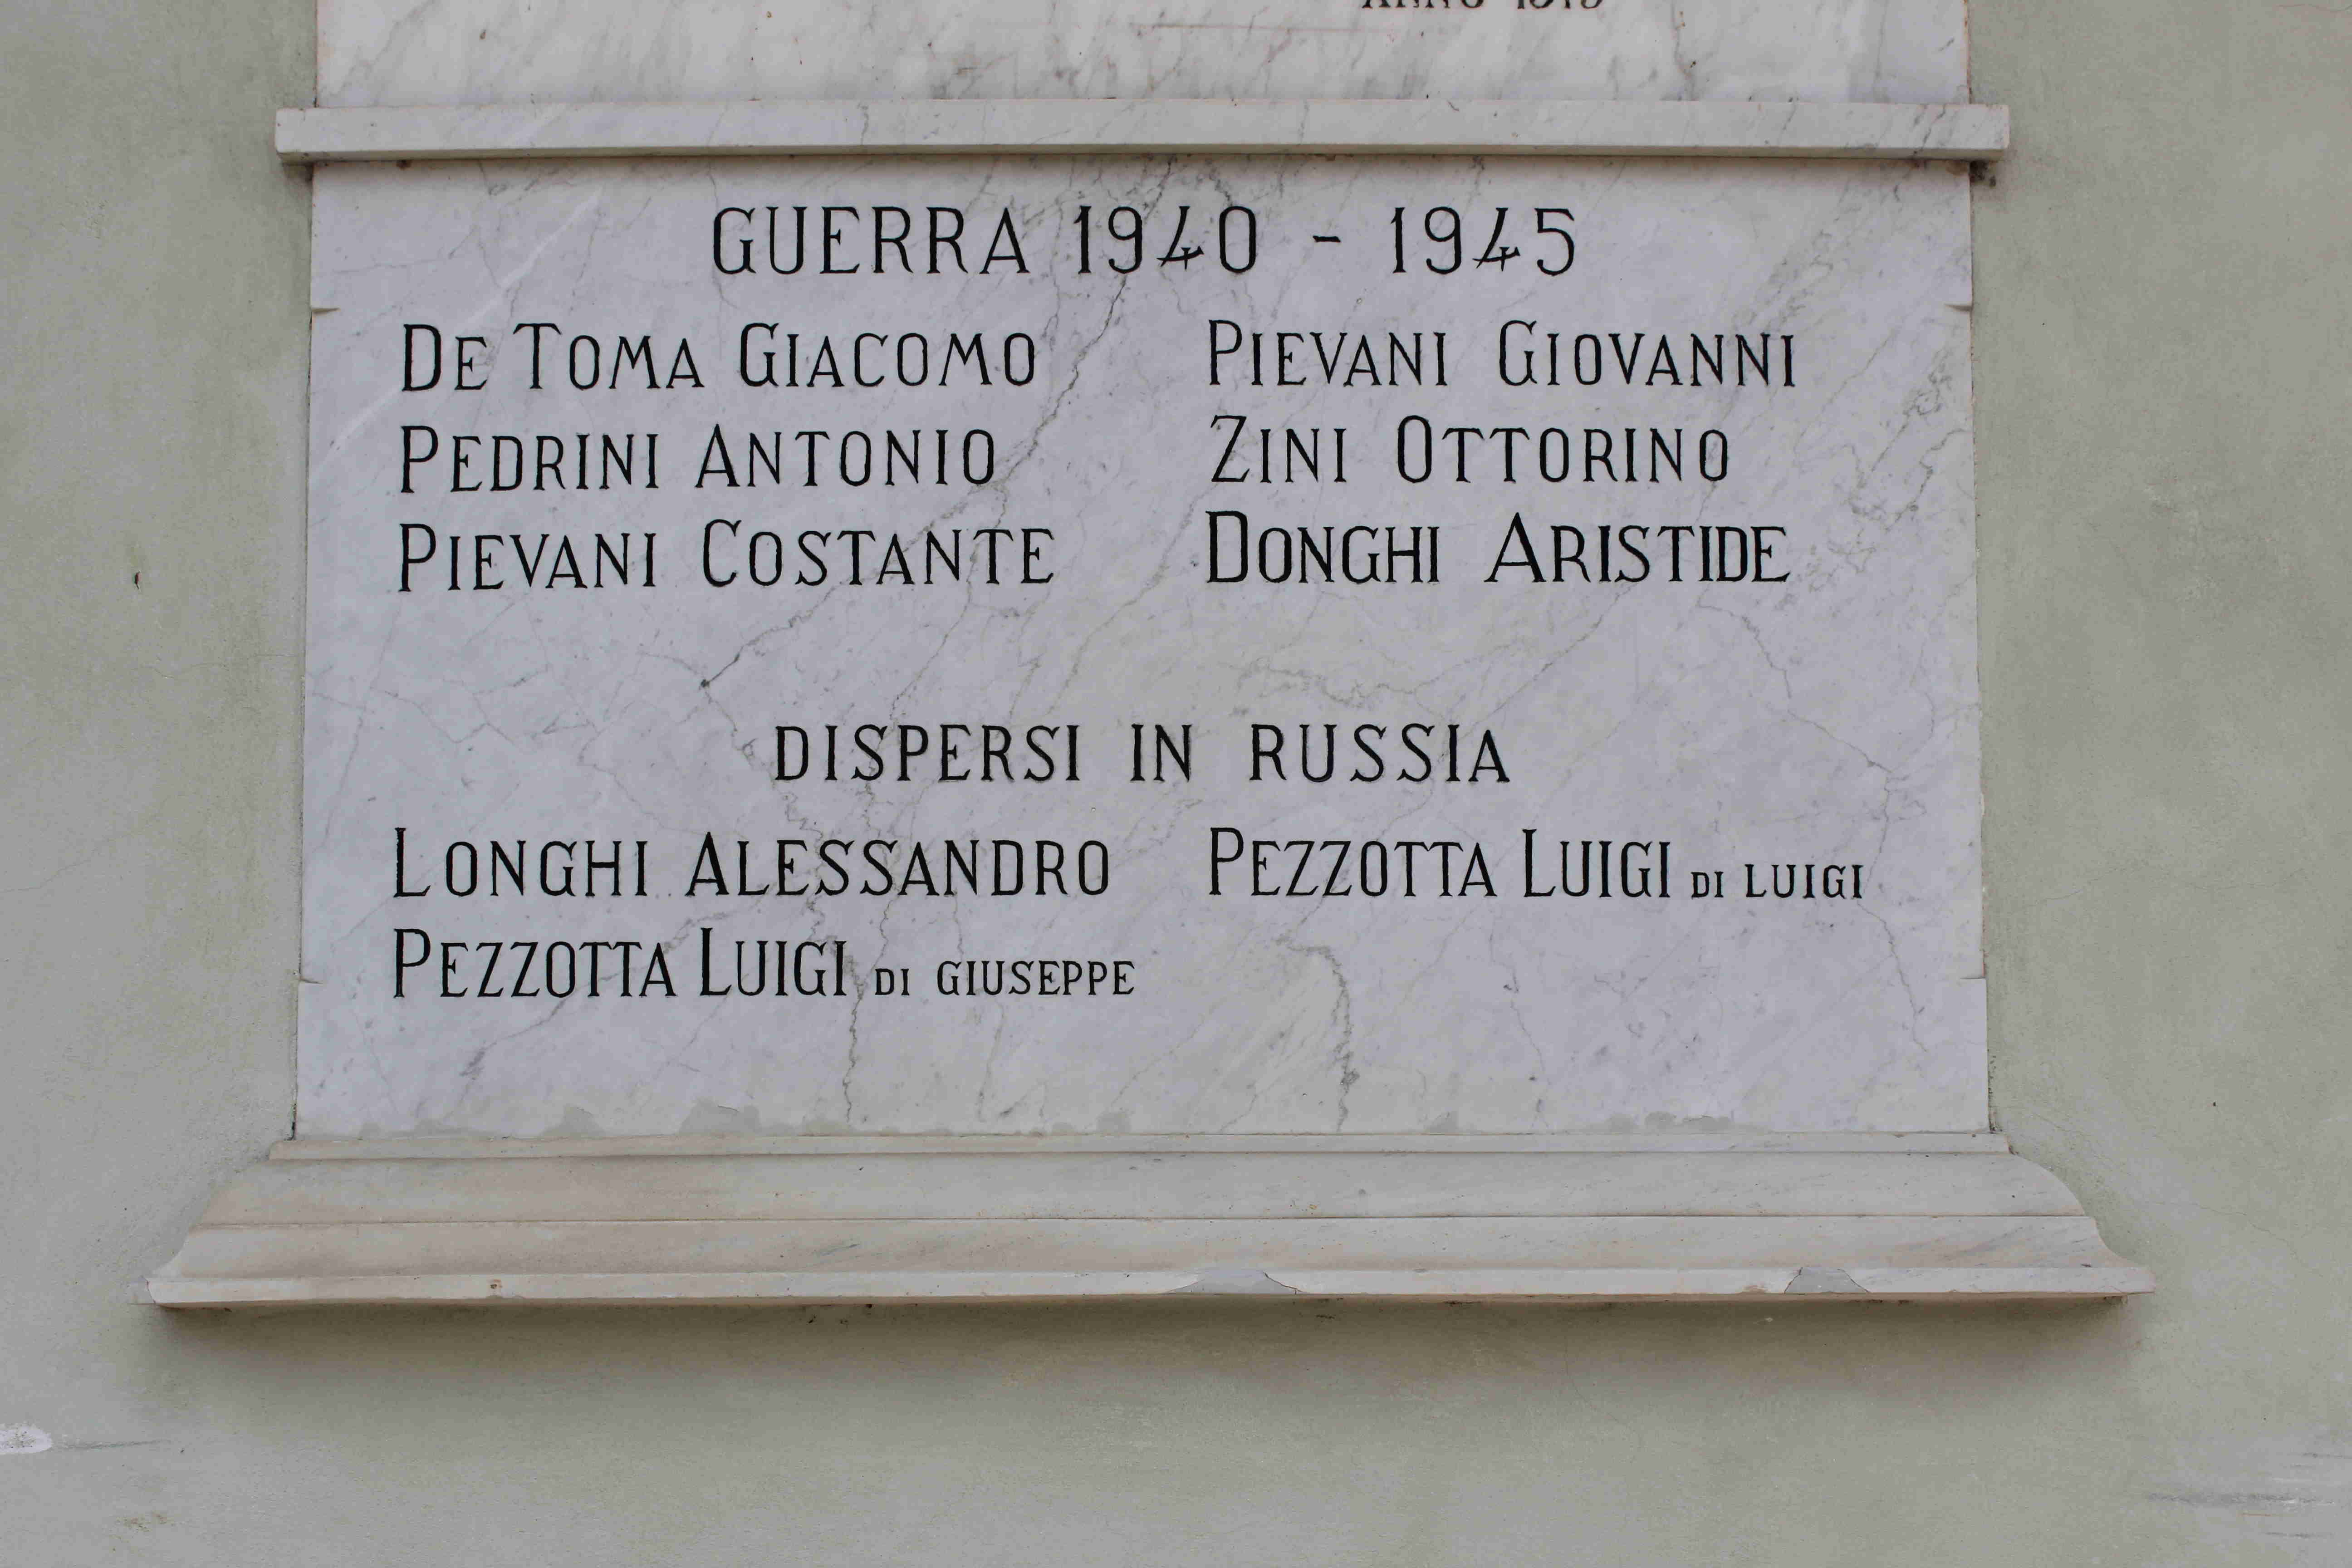 GUERRA 1940 - 1945
DE TOMA GIACOMO
PEDRINI ANTONIO
PIEVANI COSTANTE
PIEVANI GIOVANNI
ZINI OTTORINO
DONGHI ARISTIDE
DISPERSI IN RUSSIA
LONGHI ALESSANDRO
PEZZOTTA LUIGI DI GIUSEPPE
PEZZOTTA LUIGI DI LUIGI